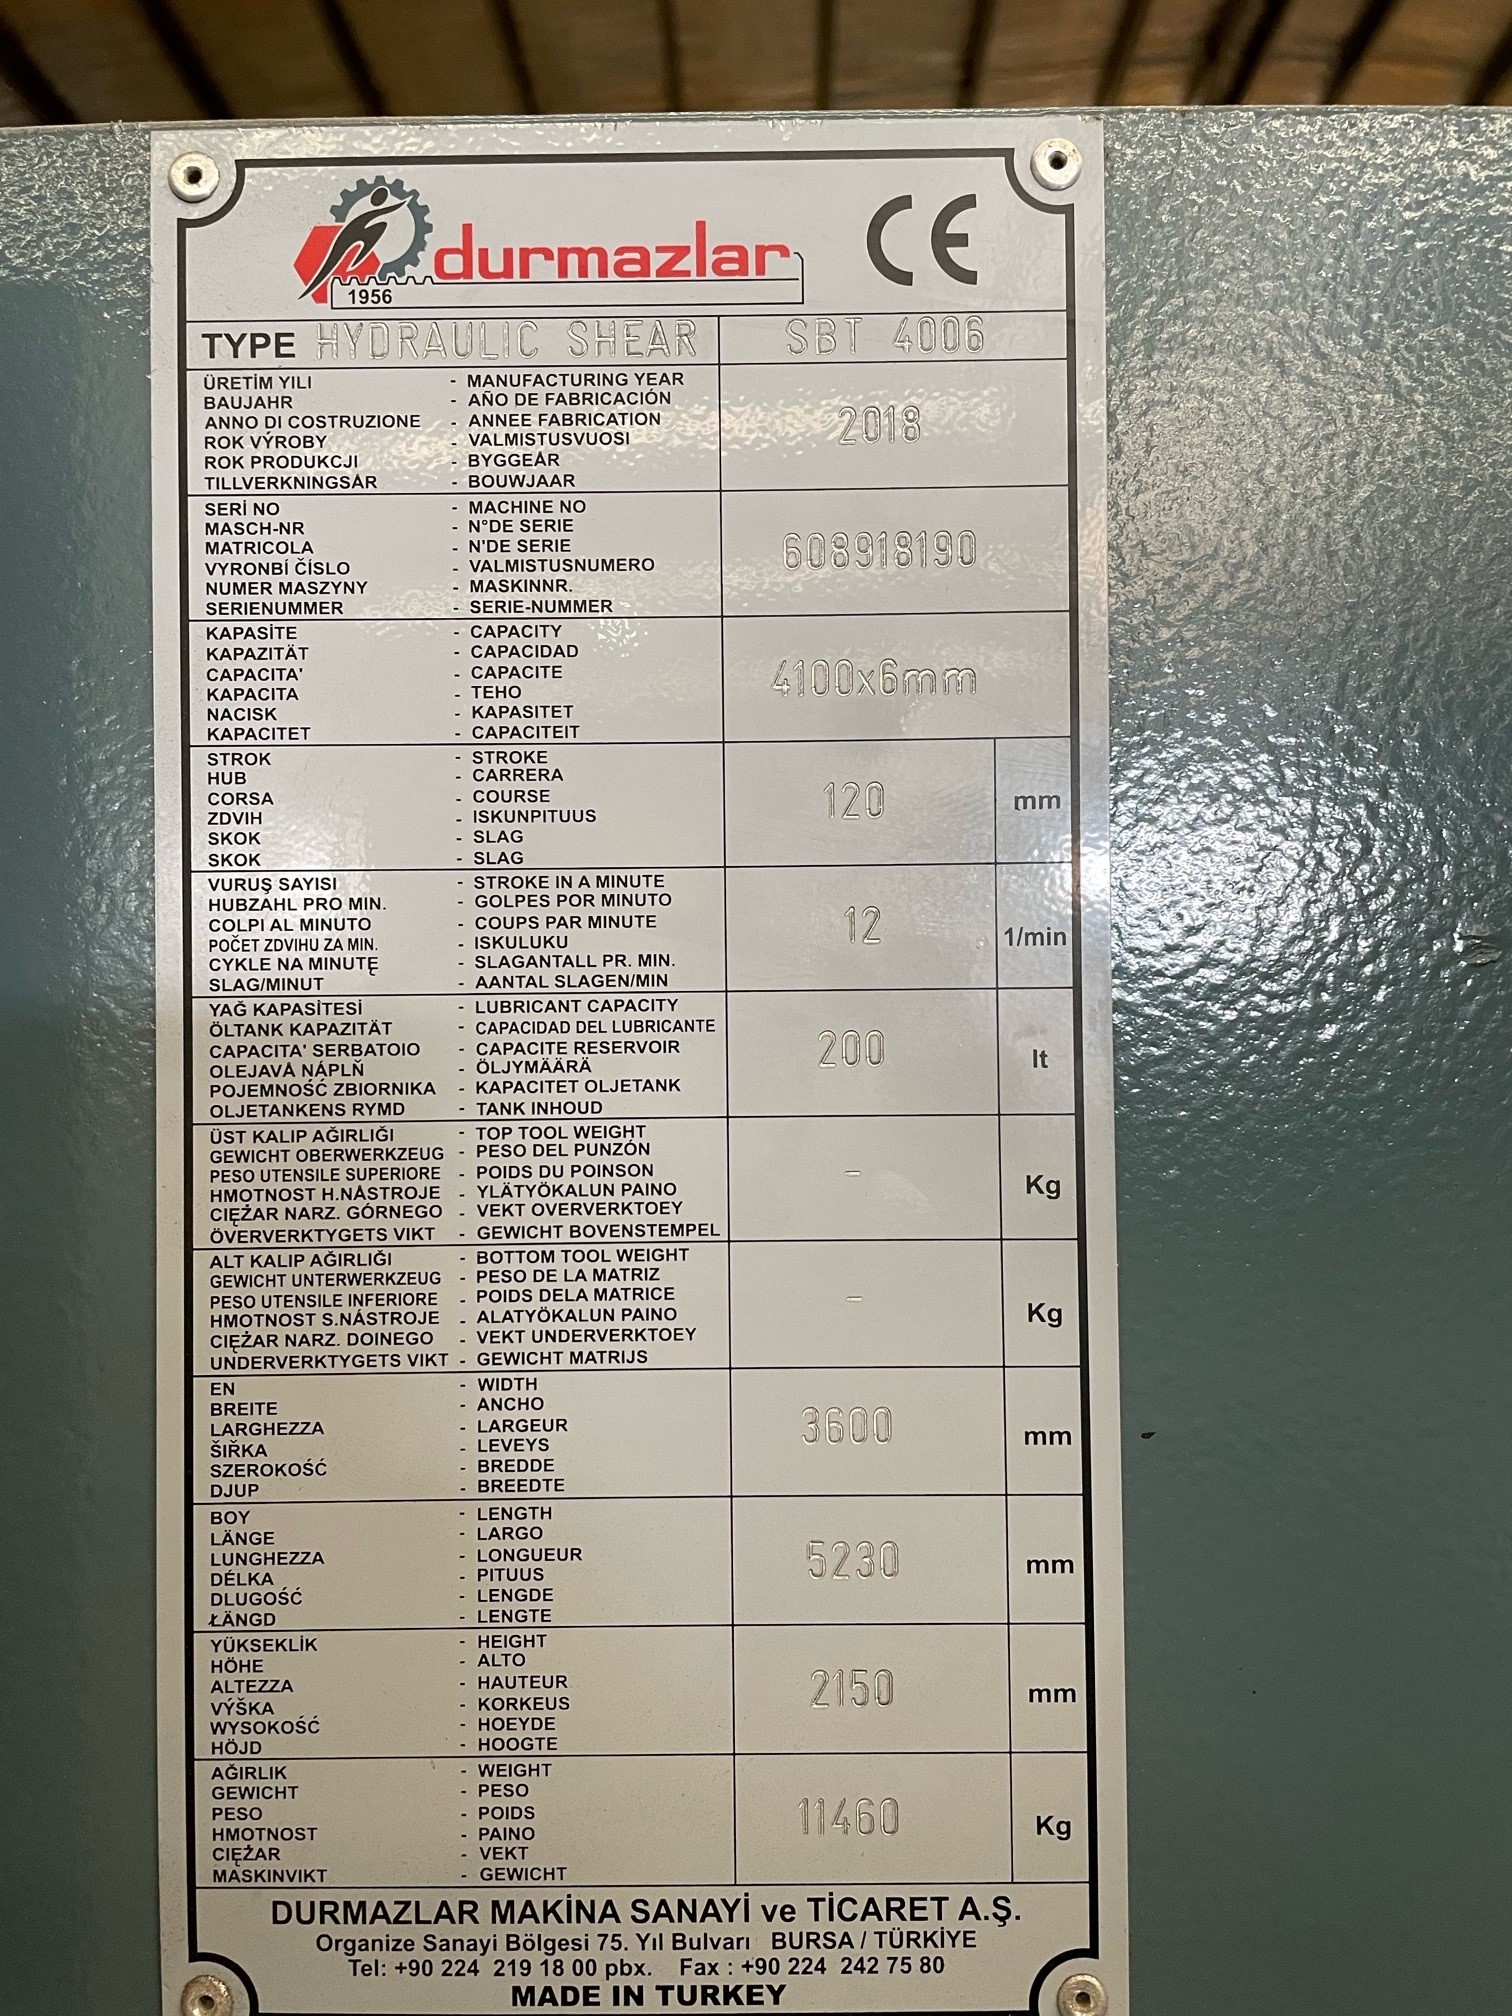 durmazlar
1956
CE
TYPE HYDRAULIC SHEAR SBT 4006
ÜRETİM YILI - MANUFACTURING YEAR
BAUJAHR - AÑO DE FABRICACIÓN
ANNO DI COSTRUZIONE - ANNEE FABRICATION
ROK VÝROBY - VALMISTUSVUOSI
ROK PRODUKCJI - BYGGEÅR
TILLVERKNINGSÅR - BOUWJAAR
2018
SERİ NO - MACHINE NO
MASCH-NR - N°DE SERIE
MATRICOLA - N'DE SERIE
VYRONBÍ ČÍSLO - VALMISTUSNUMERO
NUMER MASZYNY - MASKINNR.
SERIENUMMER - SERIE-NUMMER
608918190
KAPASİTE - CAPACITY
KAPAZITÄT - CAPACIDAD
CAPACITA' - CAPACITE
KAPACITA - TEHO
NACISK - KAPASITET
KAPACITET - CAPACITEIT
4100x6mm
STROK - STROKE
HUB - CARRERA
CORSA - COURSE
ZDVIH - ISKUNPITUUS
SKOK - SLAG
SKOK - SLAG
120 mm
VURUŞ SAYISI - STROKE IN A MINUTE
HUBZAHL PRO MIN. - GOLPES POR MINUTO
COLPI AL MINUTO - COUPS PAR MINUTE
POČET ZDVIHU ZA MIN. - ISKULUKU
CYKLE NA MINUTĘ - SLAGANTALL PR. MIN.
SLAG/MINUT - AANTAL SLAGEN/MIN
12 1/min
YAĞ KAPASİTESİ - LUBRICANT CAPACITY
ÖLTANK KAPAZITÄT - CAPACIDAD DEL LUBRICANTE
CAPACITA' SERBATOIO - CAPACITE RESERVOIR
OLEJAVÁ NÁPLŇ - ÖLJYMÄÄRÄ
POJEMNOŚĆ ZBIORNIKA - KAPACITET OLJETANK
OLJETANKENS RYMD - TANK INHOUD
200 lt
ÜST KALIP AĞIRLIĞI - TOP TOOL WEIGHT
GEWICHT OBERWERKZEUG - PESO DEL PUNZÓN
PESO UTENSILE SUPERIORE - POIDS DU POINSON
HMOTNOST H.NÁSTROJE - YLÄTYÖKALUN PAINO
CIĘŻAR NARZ. GÓRNEGO - VEKT OVERVERKTOEY
ÖVERVERKTYGETS VIKT - GEWICHT BOVENSTEMPEL
- Kg
ALT KALIP AĞIRLIĞI - BOTTOM TOOL WEIGHT
GEWICHT UNTERWERKZEUG - PESO DE LA MATRIZ
PESO UTENSILE INFERIORE - POIDS DELA MATRICE
HMOTNOST S.NÁSTROJE - ALATYÖKALUN PAINO
CIĘŻAR NARZ. DOINEGO - VEKT UNDERVERKTOEY
UNDERVERKTYGETS VIKT - GEWICHT MATRIJS
- Kg
EN - WIDTH
BREITE - ANCHO
LARGHEZZA - LARGEUR
ŠIŘKA - LEVEYS
SZEROKOŚĆ - BREDDE
DJUP - BREEDTE
3600 mm
BOY - LENGTH
LÄNGE - LARGO
LUNGHEZZA - LONGUEUR
DÉLKA - PITUUS
DLUGOŚĆ - LENGDE
ŁÄNGD - LENGTE
5230 mm
YÜKSEKLİK - HEIGHT
HÖHE - ALTO
ALTEZZA - HAUTEUR
VÝŠKA - KORKEUS
WYSOKOŚĆ - HOEYDE
HÖJD - HOOGTE
2150 mm
AĞIRLIK - WEIGHT
GEWICHT - PESO
PESO - POIDS
HMOTNOST - PAINO
CIĘŻAR - VEKT
MASKINVIKT - GEWICHT
11460 Kg
DURMAZLAR MAKİNA SANAYİ ve TİCARET A.Ş.
Organize Sanayi Bölgesi 75. Yıl Bulvarı BURSA / TÜRKİYE
Tel: +90 224 219 18 00 pbx. Fax : +90 224 242 75 80
MADE IN TURKEY